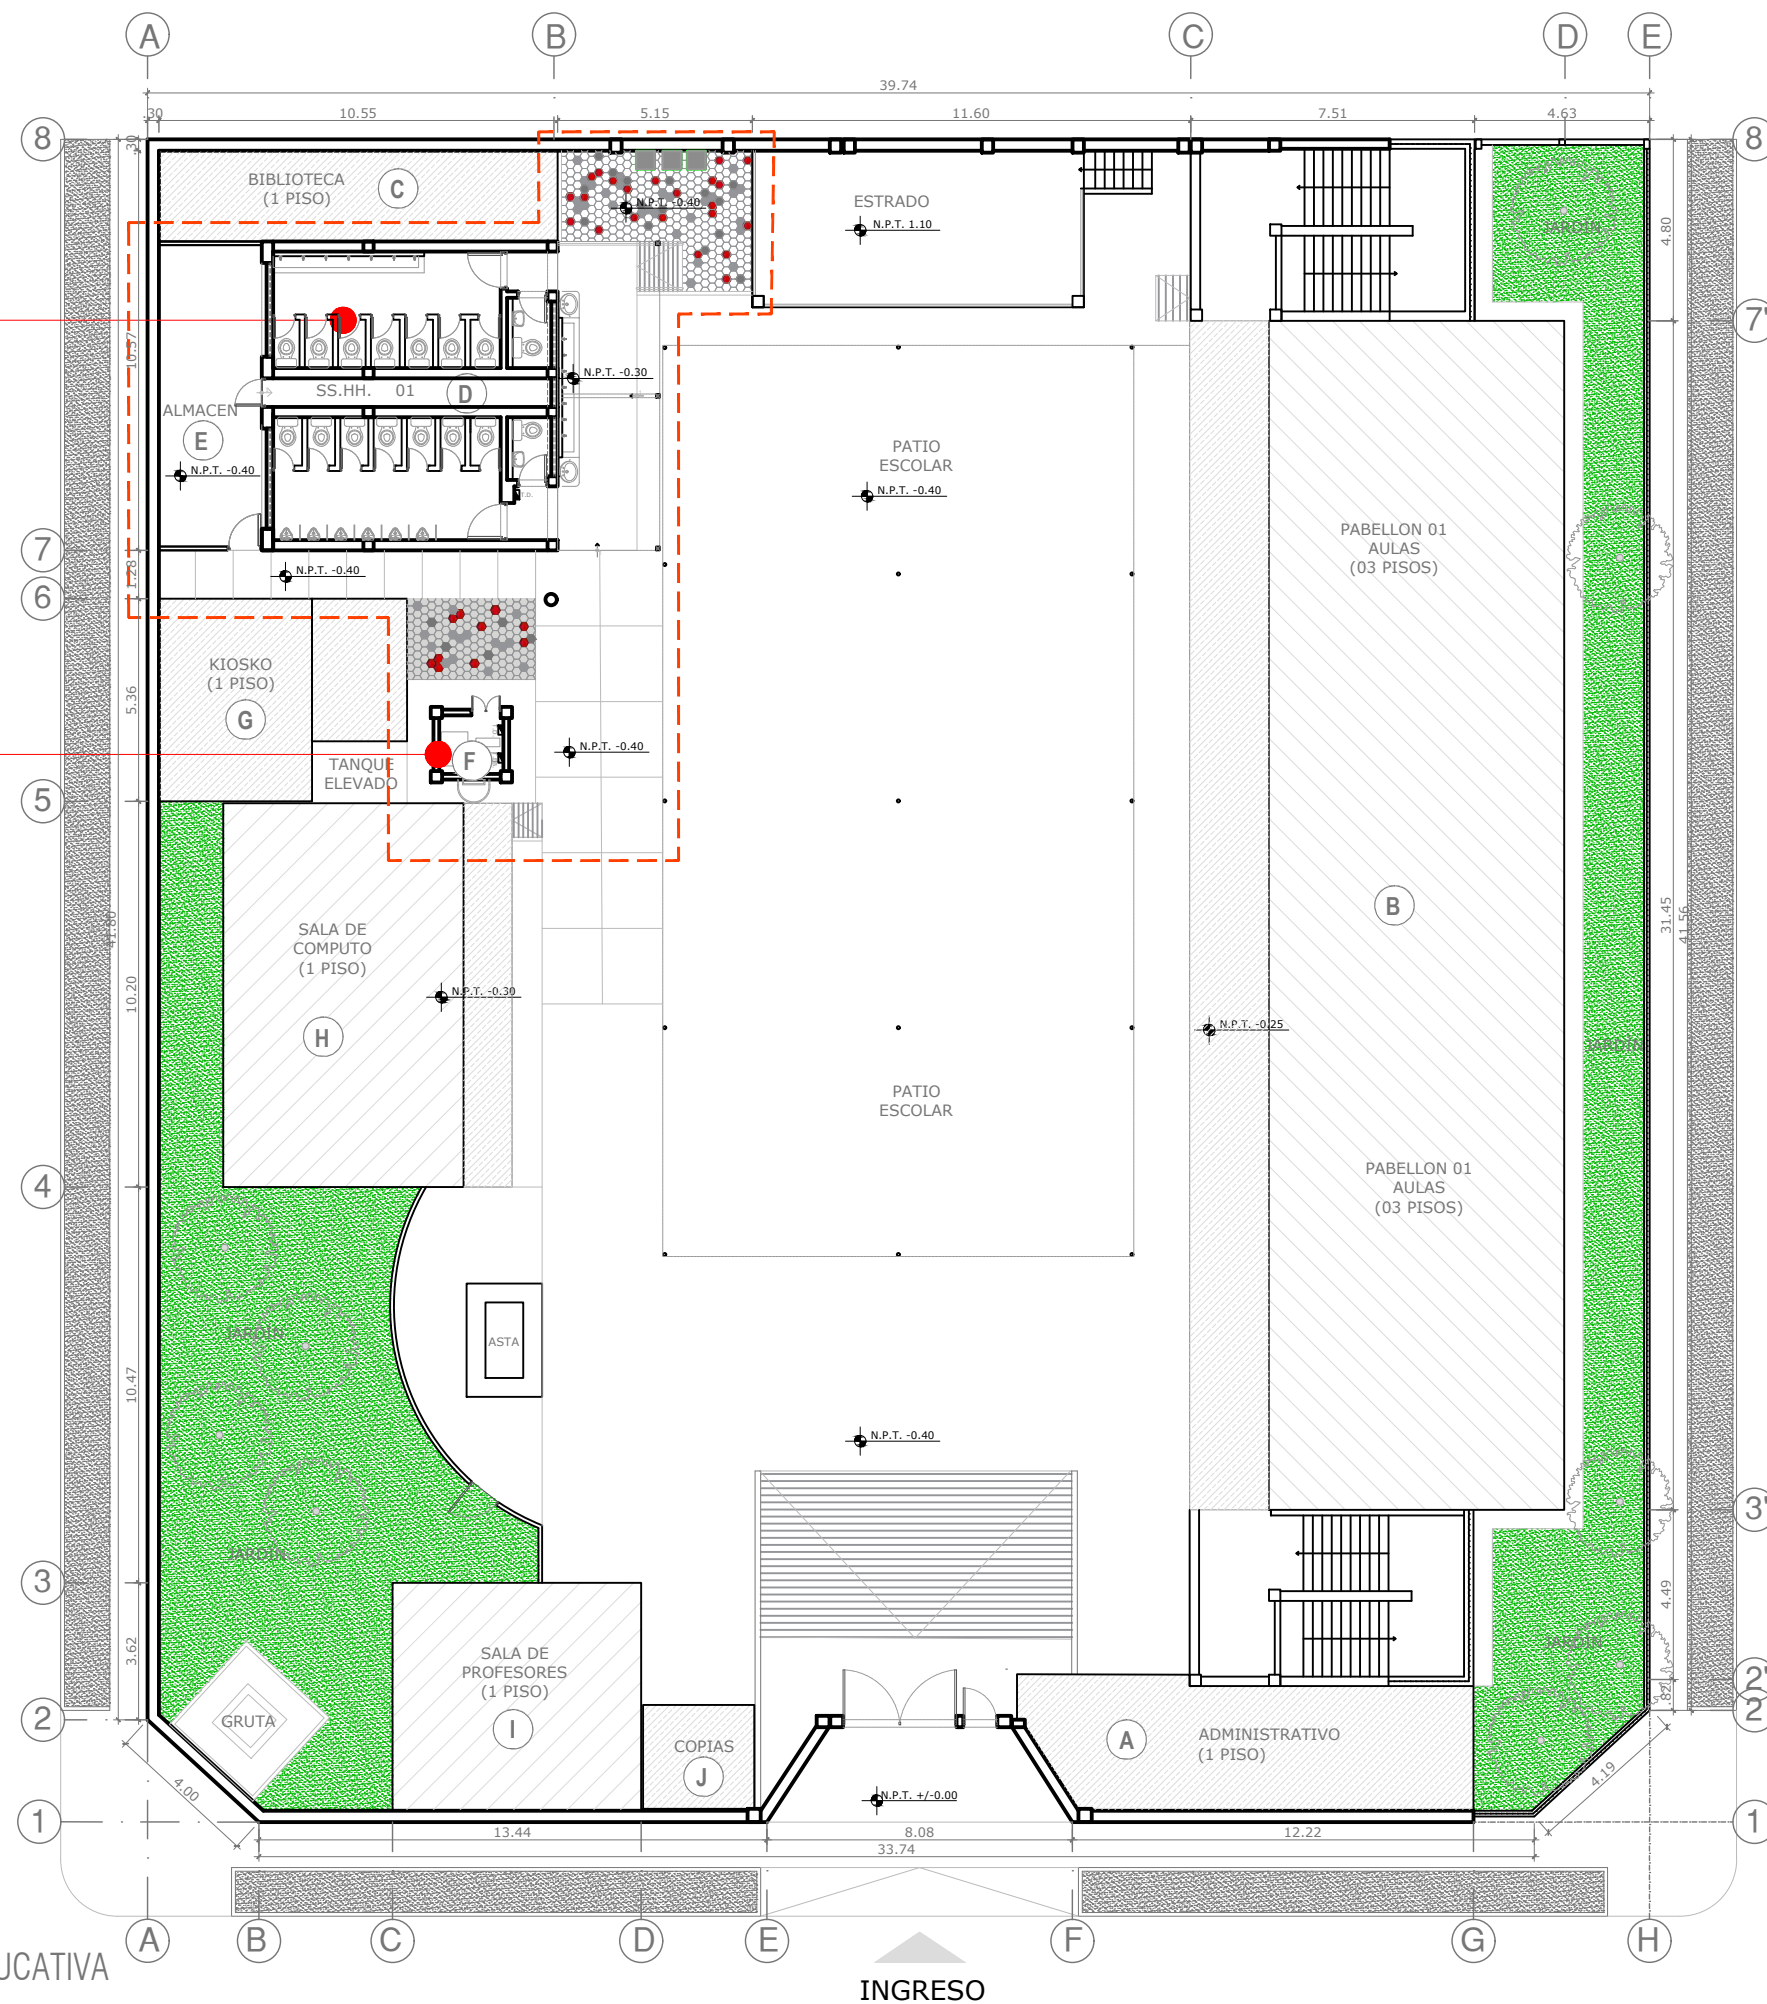 A B C D E
39.74
.30 10.55 5.15 11.60 7.51 4.63
8 8
.30
BIBLIOTECA
(1 PISO)
C
N.P.T. -0.40
ESTRADO
N.P.T. 1.10
JARDIN
4.80
7'
10.57
N.P.T. -0.30
SS.HH. 01
D
ALMACEN
E
N.P.T. -0.40
PATIO
ESCOLAR
N.P.T. -0.40
T.D.
PABELLON 01
AULAS
(03 PISOS)
7
1.28
N.P.T. -0.40
6
KIOSKO
(1 PISO)
G
5.36
N.P.T. -0.40
F
TANQUE
ELEVADO
5
41.80
SALA DE
COMPUTO
(1 PISO)
N.P.T. -0.30
H
10.20
B
31.45
41.56
N.P.T. -0.25
JARDIN
PATIO
ESCOLAR
PABELLON 01
AULAS
(03 PISOS)
4
JARDIN
ASTA
10.47
N.P.T. -0.40
3'
JARDIN
3
4.49
3.62
SALA DE
PROFESORES
(1 PISO)
I
JARDIN
2'
.82
2 2
GRUTA
COPIAS
J
A
ADMINISTRATIVO
(1 PISO)
4.00
4.19
N.P.T. +/-0.00
1 1
13.44 8.08 12.22
33.74
A B C D E F G H
UCATIVA
INGRESO